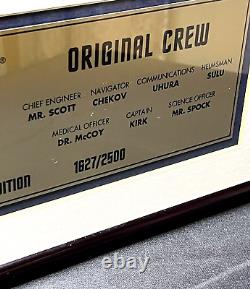 ®
ORIGINAL CREW
CHIEF ENGINEER NAVIGATOR COMMUNICATIONS HELMSMAN
MR. SCOTT CHEKOV UHURA SULU
MEDICAL OFFICER CAPTAIN SCIENCE OFFICER
DR. McCOY KIRK MR. SPOCK
DITION 1627/2500